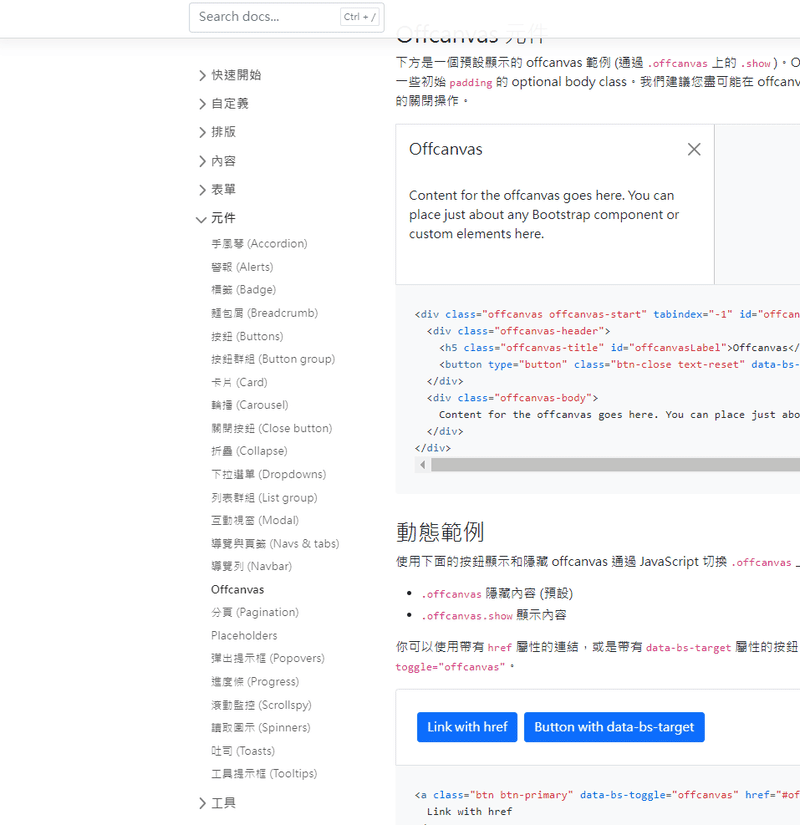 Search docs...
Ctrl + /
快速開始
自定義
排版
內容
表單
元件
手風琴 (Accordion)
警報 (Alerts)
標籤 (Badge)
麵包屑 (Breadcrumb)
按鈕 (Buttons)
按鈕群組 (Button group)
卡片 (Card)
輪播 (Carousel)
關閉按鈕 (Close button)
折疊 (Collapse)
下拉選單 (Dropdowns)
列表群組 (List group)
互動視窗 (Modal)
導覽與頁籤 (Navs & tabs)
導覽列 (Navbar)
Offcanvas
分頁 (Pagination)
Placeholders
彈出提示框 (Popovers)
進度條 (Progress)
滾動監控 (Scrollspy)
讀取圖示 (Spinners)
吐司 (Toasts)
工具提示框 (Tooltips)
工具
Offcanvas 元件
下方是一個預設顯示的 offcanvas 範例 (通過 .offcanvas 上的 .show)。O
一些初始 padding 的 optional body class。我們建議您盡可能在 offcanv
的關閉操作。
Offcanvas
Content for the offcanvas goes here. You can
place just about any Bootstrap component or
custom elements here.
<div class="offcanvas offcanvas-start" tabindex="-1" id="offcan
<div class="offcanvas-header">
<h5 class="offcanvas-title" id="offcanvasLabel">Offcanvas</
<button type="button" class="btn-close text-reset" data-bs-
</div>
<div class="offcanvas-body">
Content for the offcanvas goes here. You can place just abo
</div>
</div>
動態範例
使用下面的按鈕顯示和隱藏 offcanvas 通過 JavaScript 切換 .offcanvas 上
• .offcanvas 隱藏內容 (預設)
• .offcanvas.show 顯示內容
你可以使用帶有 href 屬性的連結，或是帶有 data-bs-target 屬性的按鈕
toggle="offcanvas"。
Link with href
Button with data-bs-target
<a class="btn btn-primary" data-bs-toggle="offcanvas" href="#of
Link with href